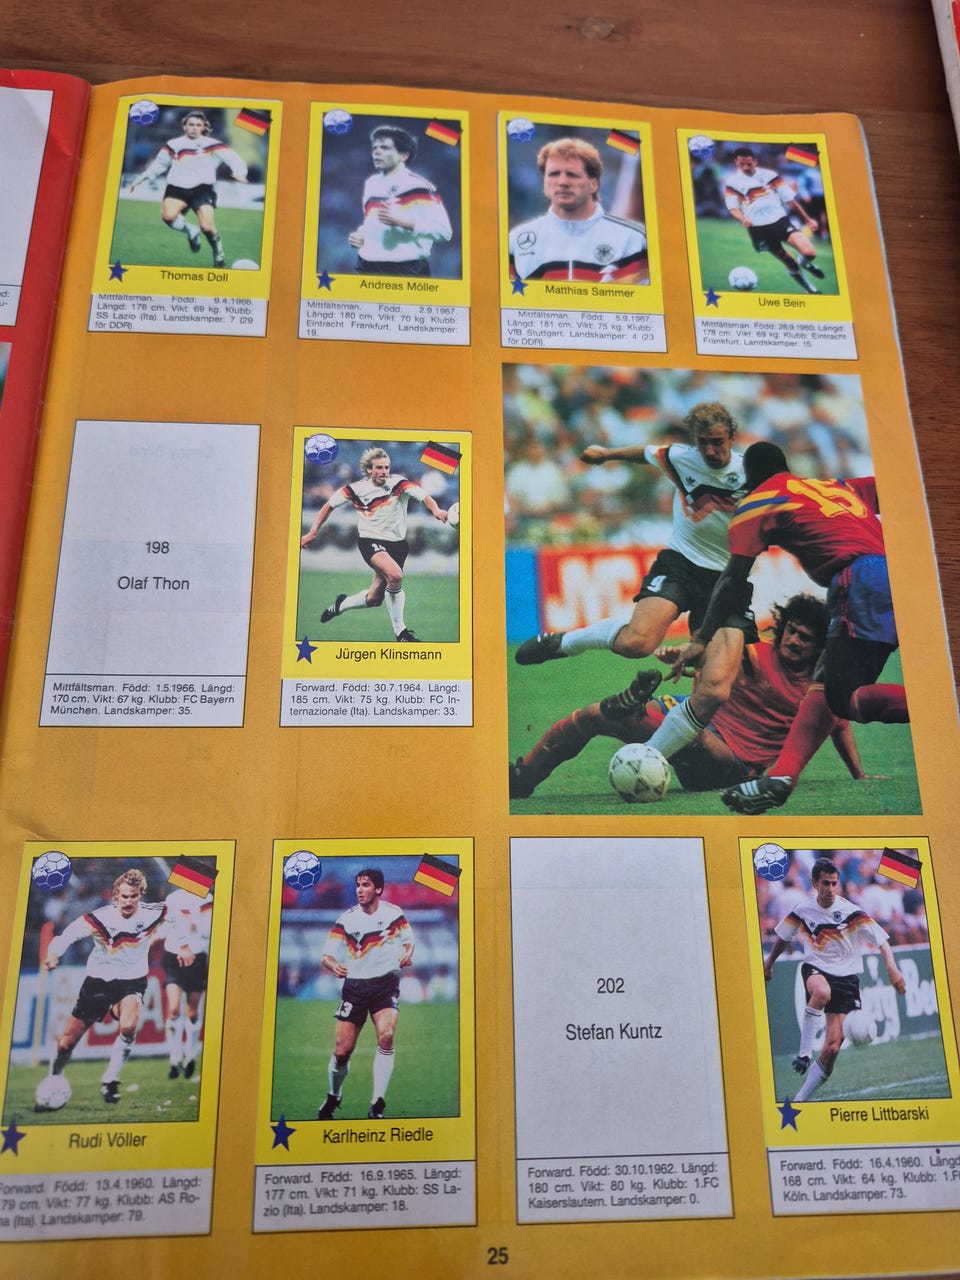 Thomas Doll
Mittfältsman. Född: 9.4.1966.
Längd: 176 cm. Vikt: 69 kg. Klubb:
SS Lazio (Ita). Landskamper: 7 (29
för DDR).
Andreas Möller
Mittfältsman. Född: 2.9.1967.
Längd: 180 cm. Vikt: 70 kg. Klubb:
Eintracht Frankfurt. Landskamper:
19.
Matthias Sammer
Mittfältsman. Född: 5.9.1967.
Längd: 181 cm. Vikt: 75 kg. Klubb:
VfB Stuttgart. Landskamper: 4 (23
för DDR).
Uwe Bein
Mittfältsman. Född: 26.9.1960. Längd:
178 cm. Vikt: 69 kg. Klubb: Eintracht
Frankfurt. Landskamper: 15.
198
Olaf Thon
Mittfältsman. Född: 1.5.1966. Längd:
170 cm. Vikt: 67 kg. Klubb: FC Bayern
München. Landskamper: 35.
Jürgen Klinsmann
Forward. Född: 30.7.1964. Längd:
185 cm. Vikt: 75 kg. Klubb: FC In-
ternazionale (Ita). Landskamper: 33.
15
JVC
9
Rudi Völler
Forward. Född: 13.4.1960. Längd:
79 cm. Vikt: 77 kg. Klubb: AS Ro-
ma (Ita). Landskamper: 79.
Karlheinz Riedle
Forward. Född: 16.9.1965. Längd:
177 cm. Vikt: 71 kg. Klubb: SS La-
zio (Ita). Landskamper: 18.
202
Stefan Kuntz
Forward. Född: 30.10.1962. Längd:
180 cm. Vikt: 80 kg. Klubb: 1.FC
Kaiserslautern. Landskamper: 0.
Pierre Littbarski
Forward. Född: 16.4.1960. Längd:
168 cm. Vikt: 64 kg. Klubb: 1.FC
Köln. Landskamper: 73.
25